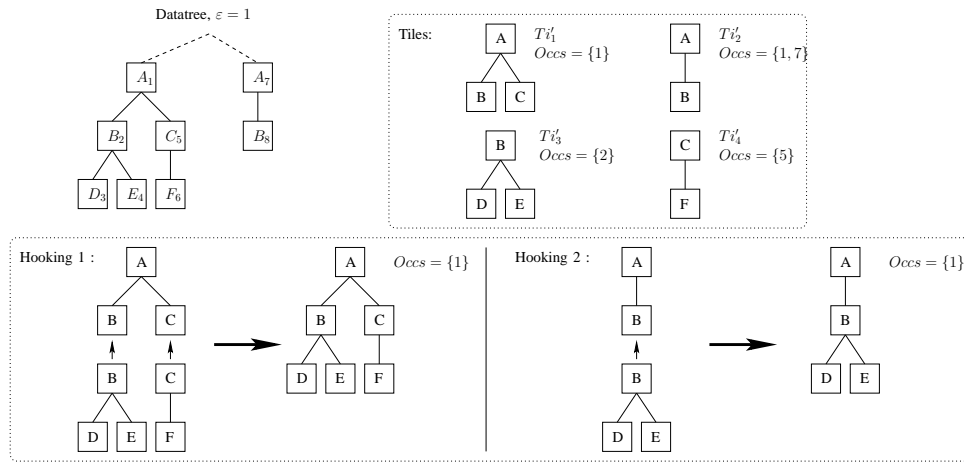 Datatree, ε = 1
A₁ A₇
B₂ C₅ B₈
D₃ E₄ F₆
Tiles:
A Ti′₁
Occs = {1}
B C
A Ti′₂
Occs = {1, 7}
B
B Ti′₃
Occs = {2}
D E
C Ti′₄
Occs = {5}
F
Hooking 1 :
A
B C
B C
D E F
A Occs = {1}
B C
D E F
Hooking 2 :
A
B
B
D E
A Occs = {1}
B
D E